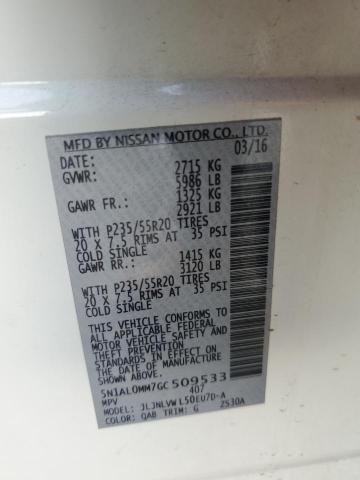 MFD BY NISSAN MOTOR CO., LTD.
DATE: 03/16
GVWR: 2715 KG
5986 LB
GAWR FR.: 1325 KG
2921 LB
WITH P235/55R20 TIRES
20 X 7.5 RIMS AT 35 PSI
COLD SINGLE
GAWR RR.: 1415 KG
3120 LB
WITH P235/55R20 TIRES
20 X 7.5 RIMS AT 35 PSI
COLD SINGLE
THIS VEHICLE CONFORMS TO
ALL APPLICABLE FEDERAL
MOTOR VEHICLE SAFETY
AND THEFT PREVENTION
STANDARDS IN EFFECT ON
THE DATE OF MANUFACTURE
SHOWN ABOVE.
5N1AL0MM7GC509533
MPV 407
MODEL: JLJNLVWL50EU7D-A
COLOR: QAB TRIM: G 2530A